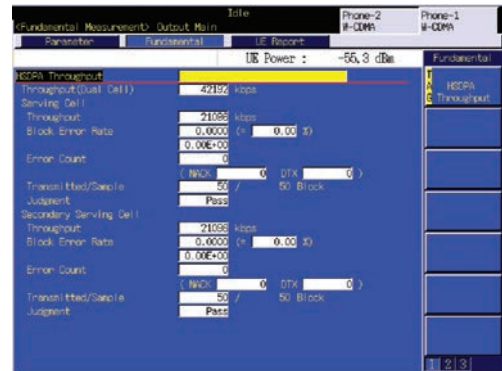 Idle
<Fundamental Measurement> Output Main
Phone-2
W-CDMA
Phone-1
W-CDMA
Parameter Fundamental UE Report
UE Power : -55.3 dBm
Fundamental
HSDPA Throughput
Throughput(Dual Cell) 42192 kbps
Serving Cell
Throughput 21096 kbps
Block Error Rate 0.0000 (= 0.00 %)
0.00E+00
Error Count 0
( NACK 0 DTX 0 )
Transmitted/Sample 50 / 50 Block
Judgment Pass
Secondary Serving Cell
Throughput 21096 kbps
Block Error Rate 0.0000 (= 0.00 %)
0.00E+00
Error Count 0
( NACK 0 DTX 0 )
Transmitted/Sample 50 / 50 Block
Judgment Pass
HSDPA
Throughput
1 2 3